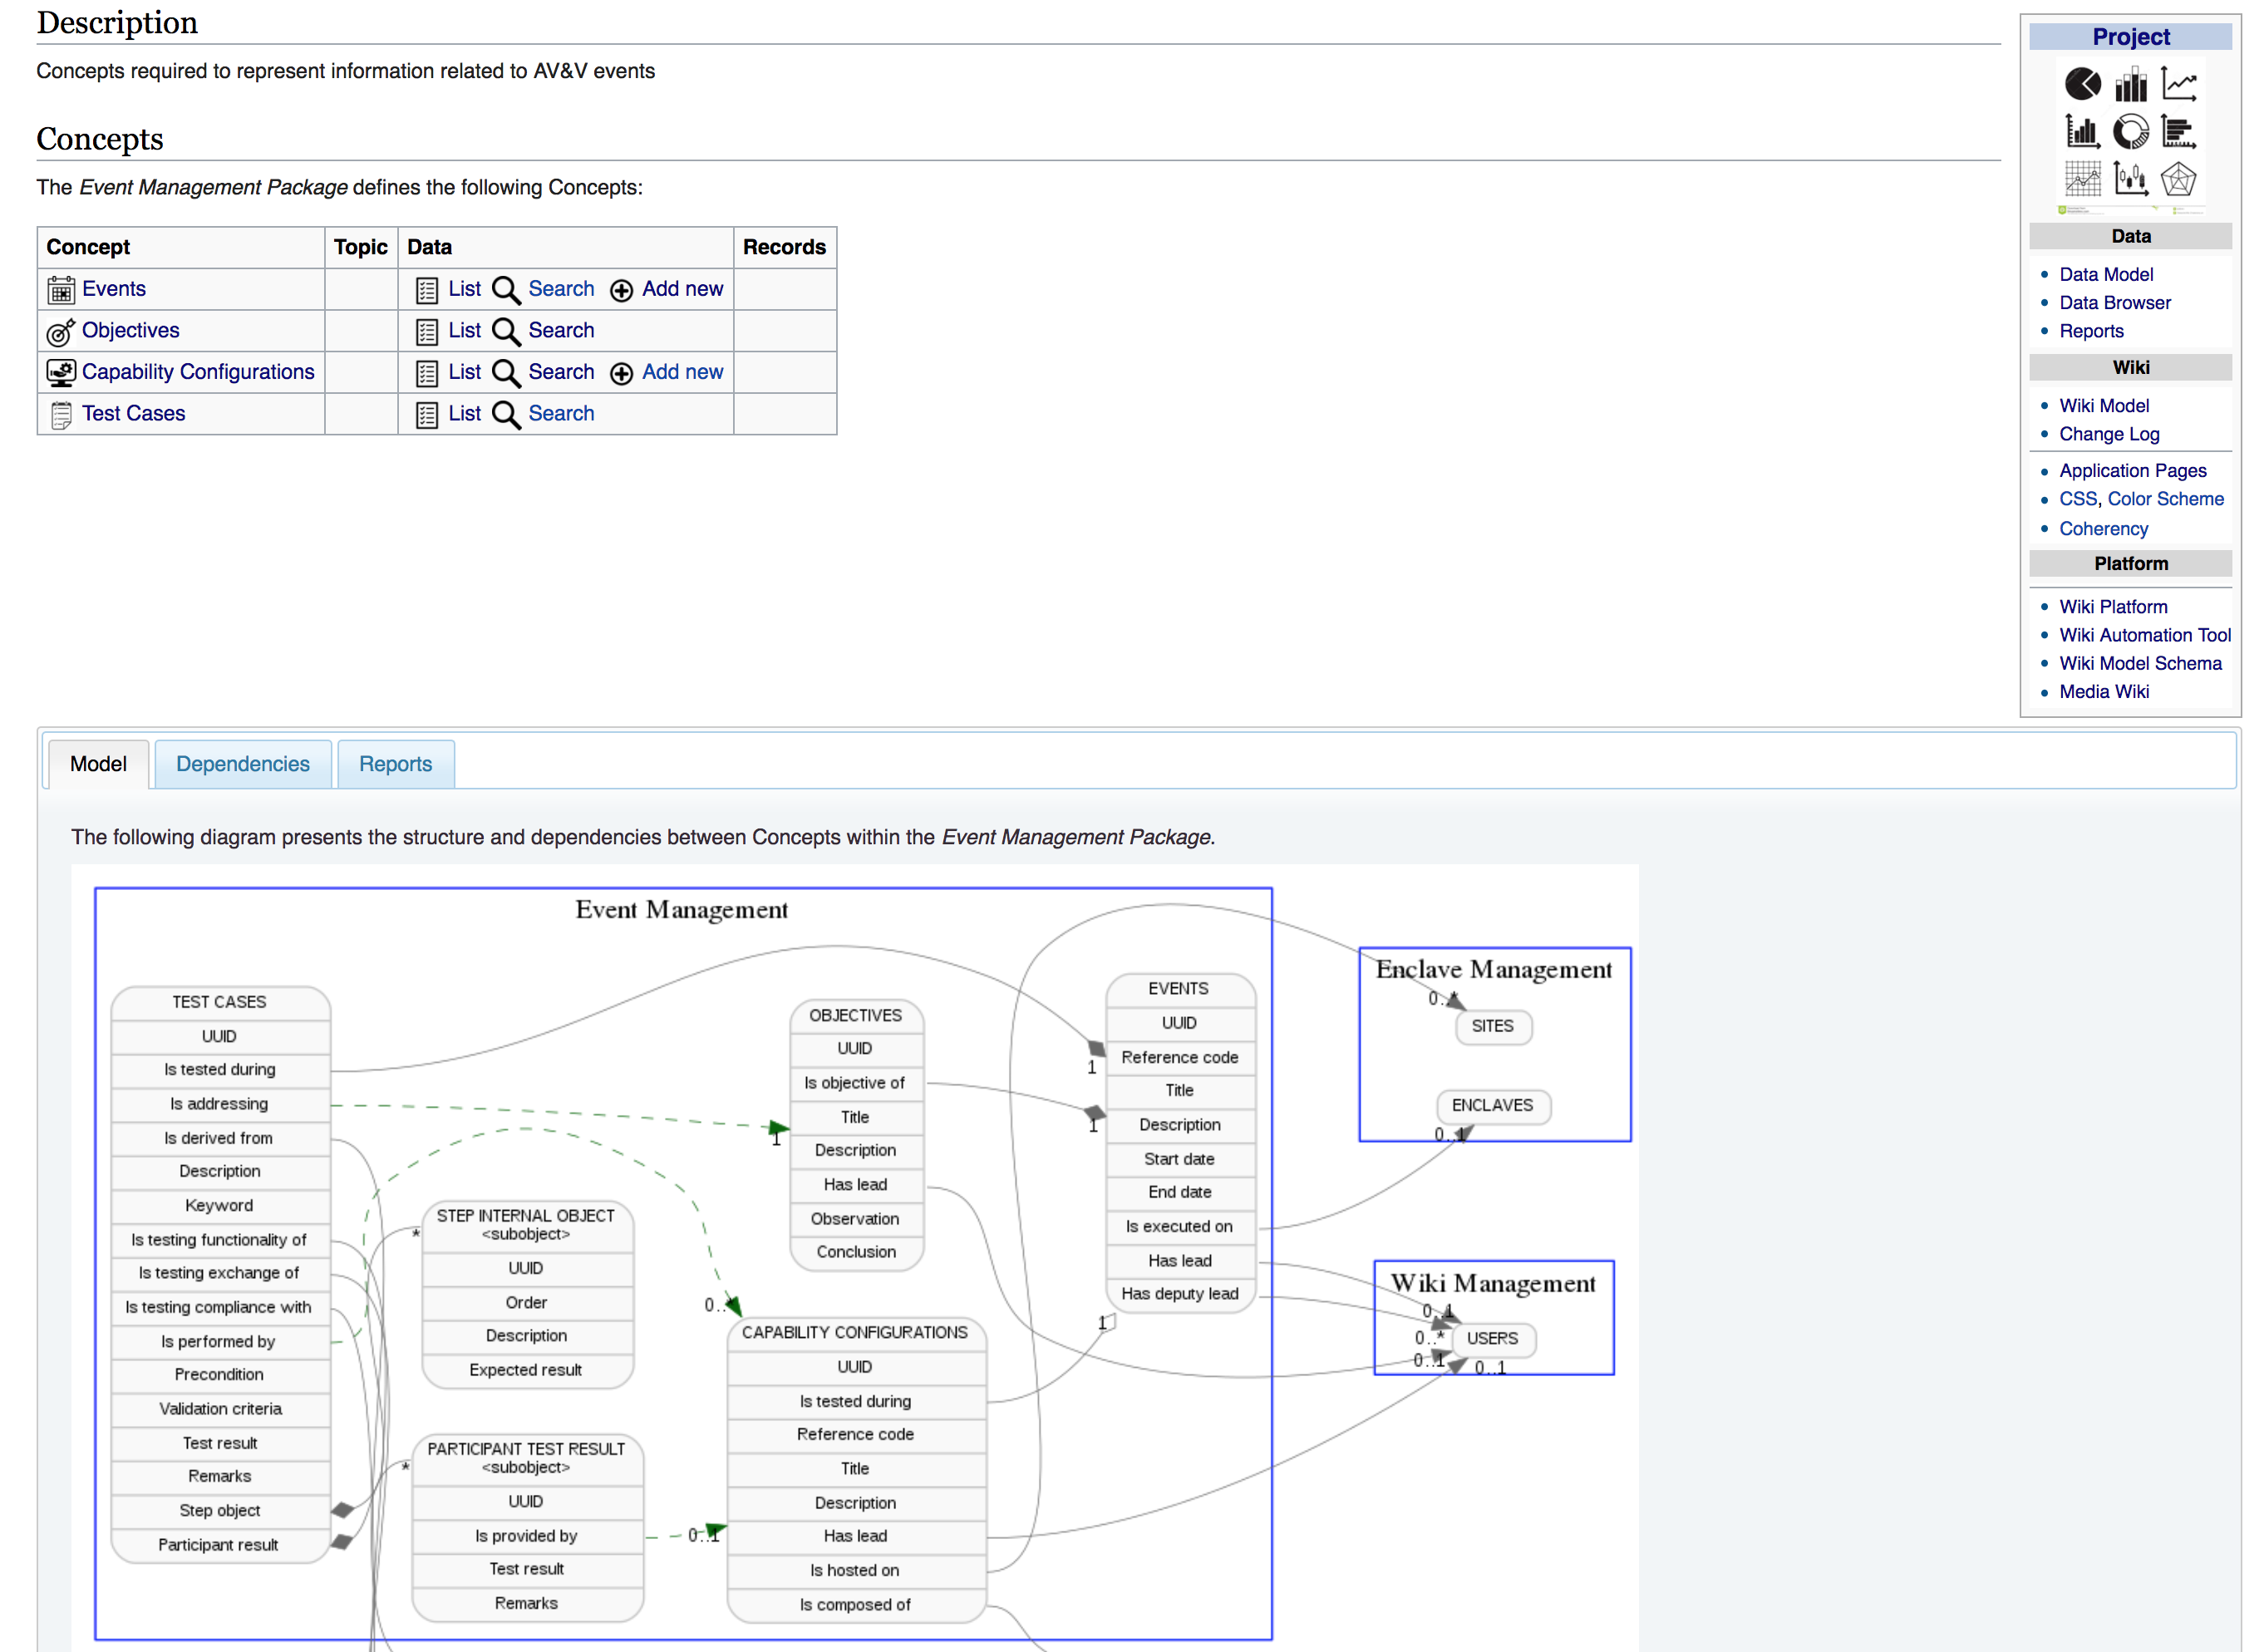 Description
Concepts required to represent information related to AV&V events
Concepts
The Event Management Package defines the following Concepts:
Concept Topic Data Records
Events List Search Add new
Objectives List Search
Capability Configurations List Search Add new
Test Cases List Search
Project
Data
Data Model
Data Browser
Reports
Wiki
Wiki Model
Change Log
Application Pages
CSS, Color Scheme
Coherency
Platform
Wiki Platform
Wiki Automation Tool
Wiki Model Schema
Media Wiki
Model Dependencies Reports
The following diagram presents the structure and dependencies between Concepts within the Event Management Package.
Event Management
TEST CASES
UUID
Is tested during
Is addressing
Is derived from
Description
Keyword
Is testing functionality of
Is testing exchange of
Is testing compliance with
Is performed by
Precondition
Validation criteria
Test result
Remarks
Step object
Participant result
*
STEP INTERNAL OBJECT
<subobject>
UUID
Order
Description
Expected result
*
PARTICIPANT TEST RESULT
<subobject>
UUID
Is provided by
Test result
Remarks
1
OBJECTIVES
UUID
Is objective of
Title
Description
Has lead
Observation
Conclusion
0..*
0..1
CAPABILITY CONFIGURATIONS
UUID
Is tested during
Reference code
Title
Description
Has lead
Is hosted on
Is composed of
1
1
1
EVENTS
UUID
Reference code
Title
Description
Start date
End date
Is executed on
Has lead
Has deputy lead
Enclave Management
0..*
SITES
ENCLAVES
0..1
Wiki Management
0..1
0..*
USERS
0..1
0..1